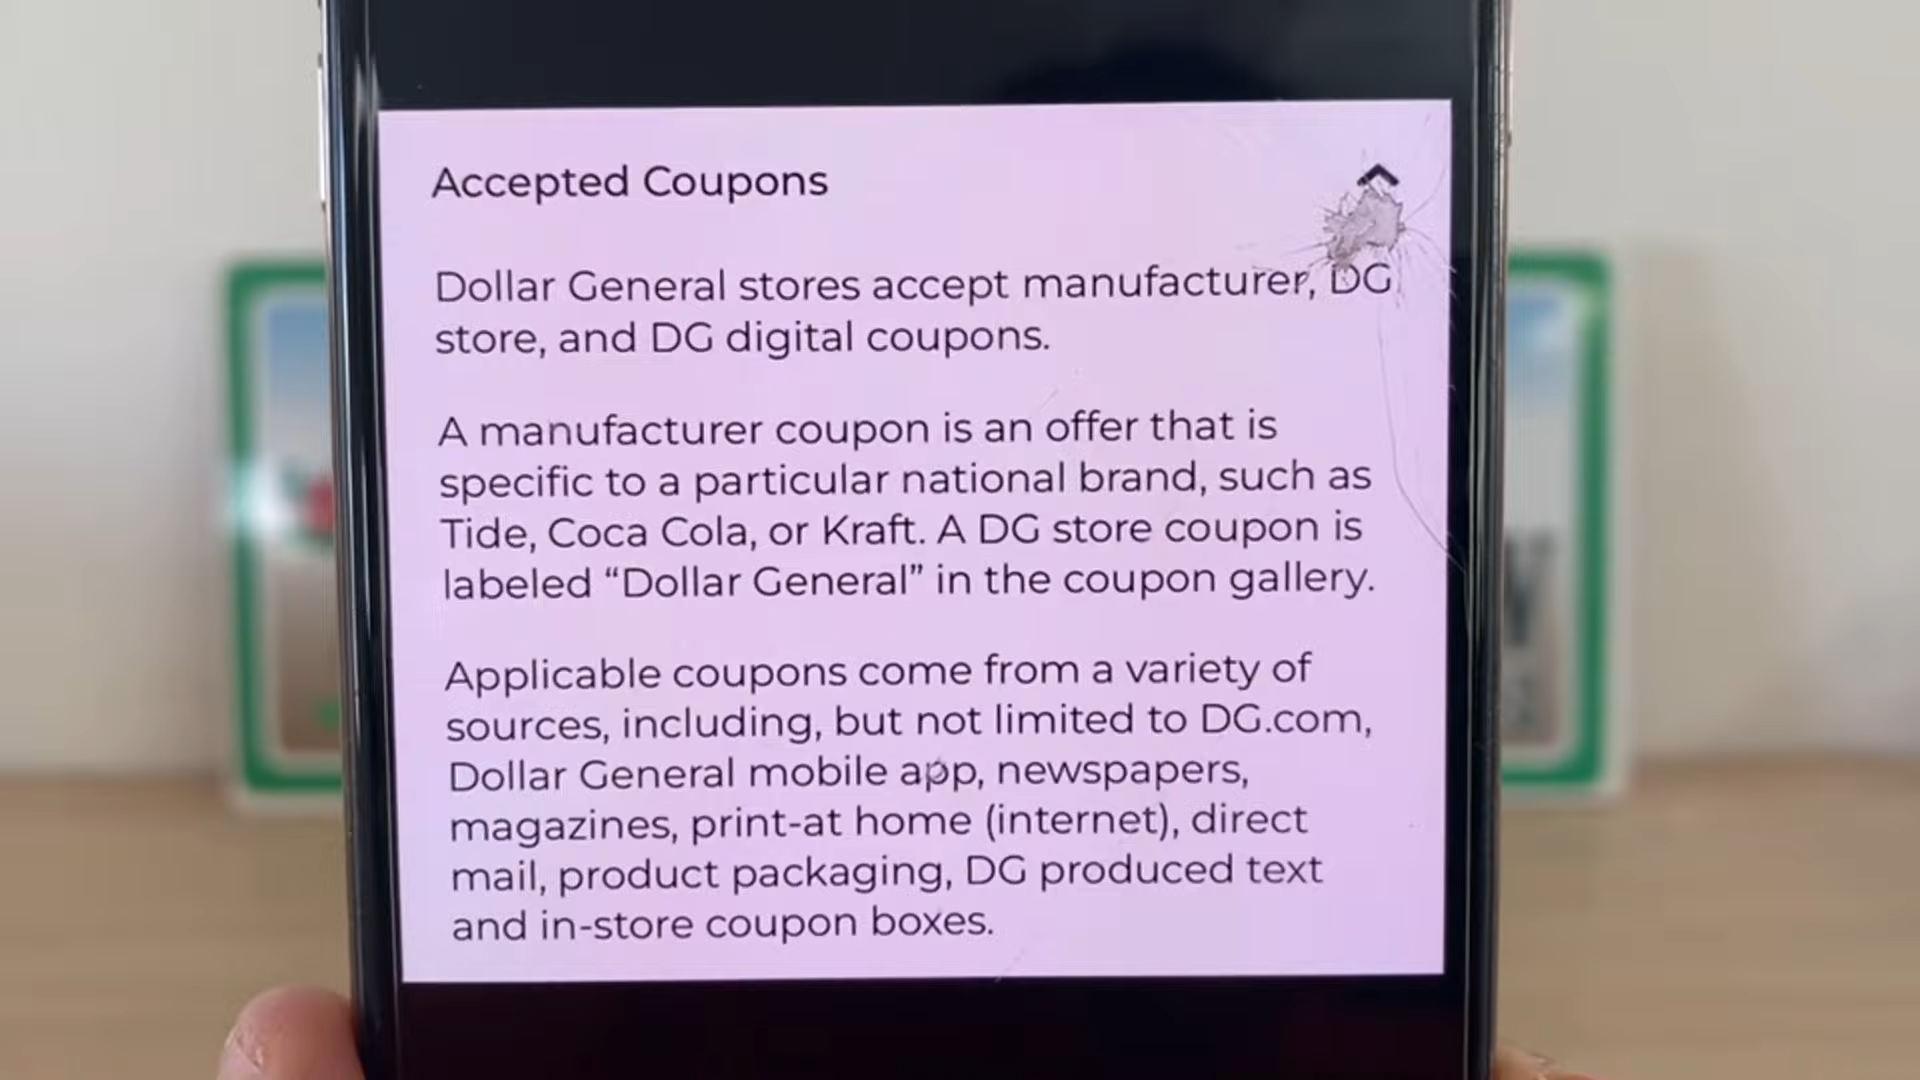 Accepted Coupons
Dollar General stores accept manufacturer, DG
store, and DG digital coupons.
A manufacturer coupon is an offer that is
specific to a particular national brand, such as
Tide, Coca Cola, or Kraft. A DG store coupon is
labeled “Dollar General” in the coupon gallery.
Applicable coupons come from a variety of
sources, including, but not limited to DG.com,
Dollar General mobile app, newspapers,
magazines, print-at home (internet), direct
mail, product packaging, DG produced text
and in-store coupon boxes.